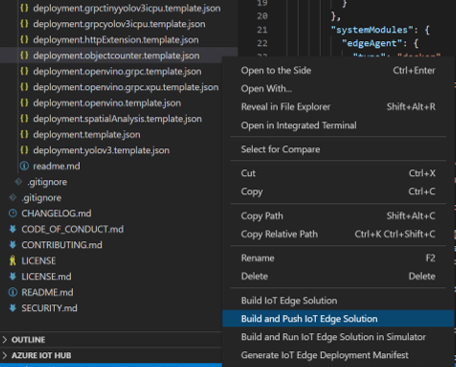 {} deployment.grpctinyyolov3icpu.template.json
{} deployment.grpcyolov3icpu.template.json
{} deployment.httpExtension.template.json
{} deployment.objectcounter.template.json
{} deployment.openvino.grpc.template.json
{} deployment.openvino.grpc.xpu.template.json
{} deployment.openvino.template.json
{} deployment.spatialAnalysis.template.json
{} deployment.template.json
{} deployment.yolov3.template.json
readme.md
.gitignore
.gitignore
CHANGELOG.md
CODE_OF_CONDUCT.md
CONTRIBUTING.md
LICENSE
LICENSE.md
README.md
SECURITY.md
> OUTLINE
> AZURE IOT HUB
19 }
20 },
21 "systemModules": {
22 "edgeAgent": {
Open to the Side Ctrl+Enter
Open With...
Reveal in File Explorer Shift+Alt+R
Open in Integrated Terminal
Select for Compare
Cut Ctrl+X
Copy Ctrl+C
Copy Path Shift+Alt+C
Copy Relative Path Ctrl+K Ctrl+Shift+C
Rename F2
Delete Delete
Build IoT Edge Solution
Build and Push IoT Edge Solution
Build and Run IoT Edge Solution in Simulator
Generate IoT Edge Deployment Manifest